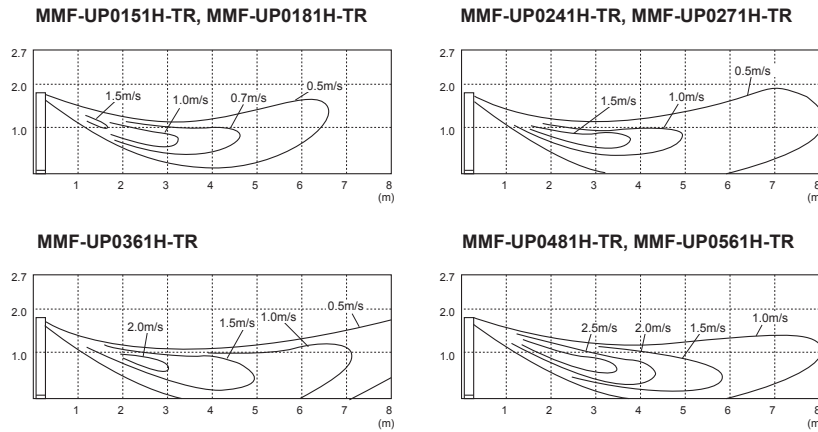 MMF-UP0151H-TR, MMF-UP0181H-TR
2.7
2.0
1.0
1.5m/s
1.0m/s
0.7m/s
0.5m/s
1 2 3 4 5 6 7 8
(m)
MMF-UP0241H-TR, MMF-UP0271H-TR
2.7
2.0
1.0
1.5m/s
1.0m/s
0.5m/s
1 2 3 4 5 6 7 8
(m)
MMF-UP0361H-TR
2.7
2.0
1.0
2.0m/s
1.5m/s
1.0m/s
0.5m/s
1 2 3 4 5 6 7 8
(m)
MMF-UP0481H-TR, MMF-UP0561H-TR
2.7
2.0
1.0
2.5m/s
2.0m/s
1.5m/s
1.0m/s
1 2 3 4 5 6 7 8
(m)